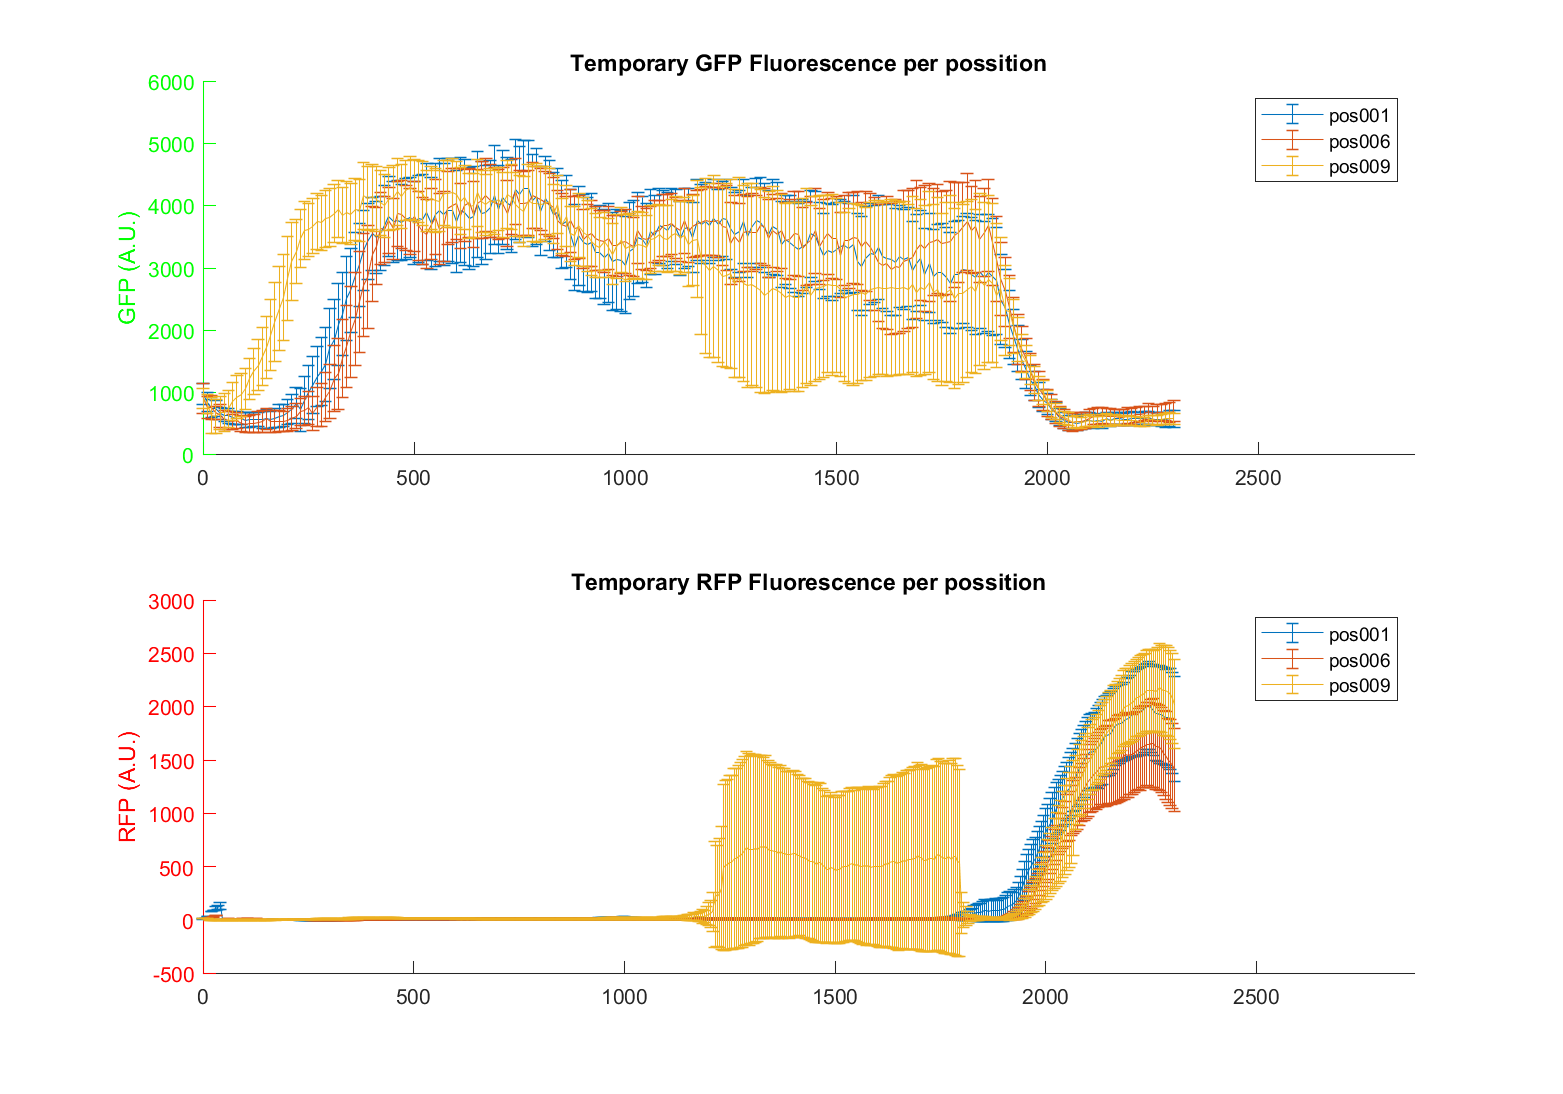 Temporary GFP Fluorescence per possition
6000
5000
4000
3000
2000
1000
0
GFP (A.U.)
0 500 1000 1500 2000 2500
pos001
pos006
pos009
Temporary RFP Fluorescence per possition
3000
2500
2000
1500
1000
500
0
-500
RFP (A.U.)
0 500 1000 1500 2000 2500
pos001
pos006
pos009